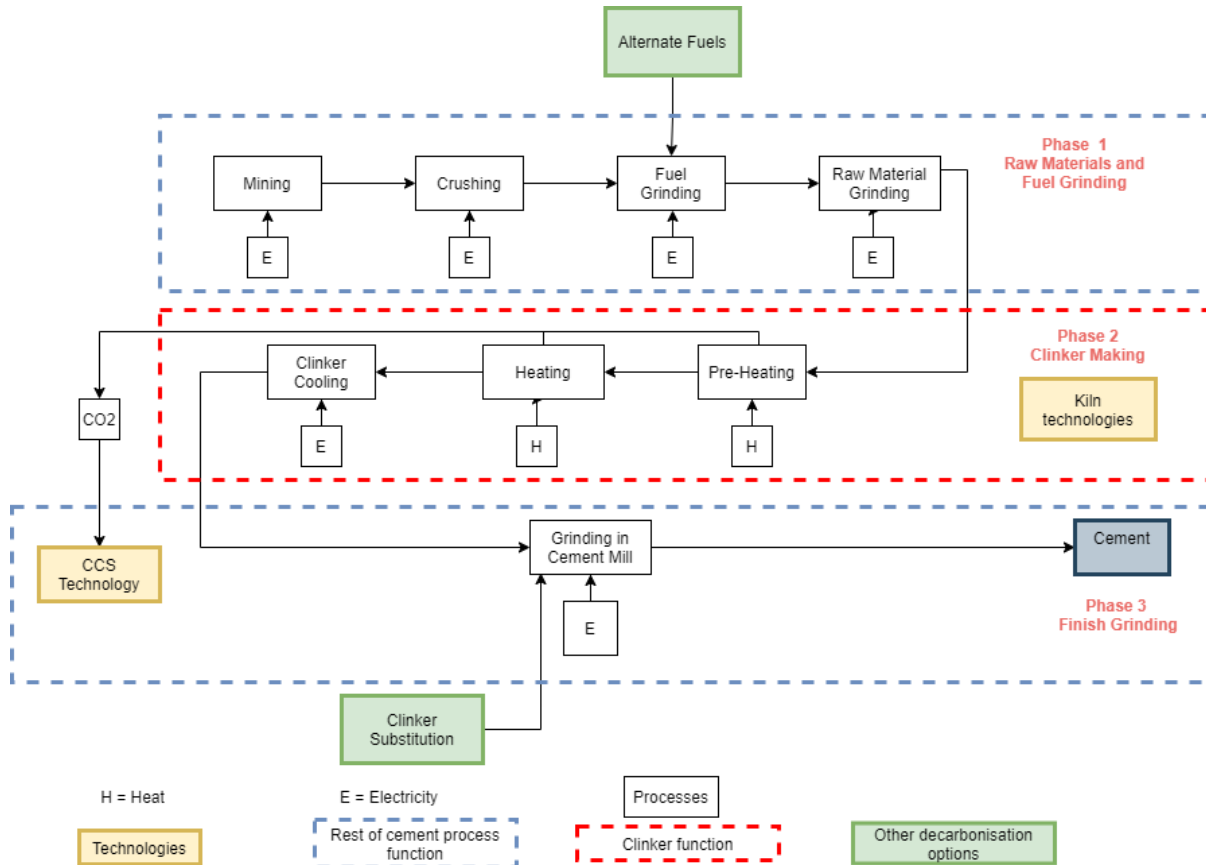 Alternate Fuels
Phase 1
Raw Materials and
Fuel Grinding
Mining
Crushing
Fuel
Grinding
Raw Material
Grinding
E
E
E
E
Phase 2
Clinker Making
Clinker
Cooling
Heating
Pre-Heating
Kiln
technologies
CO2
E
H
H
Grinding in
Cement Mill
Cement
CCS
Technology
Phase 3
Finish Grinding
E
Clinker
Substitution
H = Heat
E = Electricity
Processes
Technologies
Rest of cement process
function
Clinker function
Other decarbonisation
options